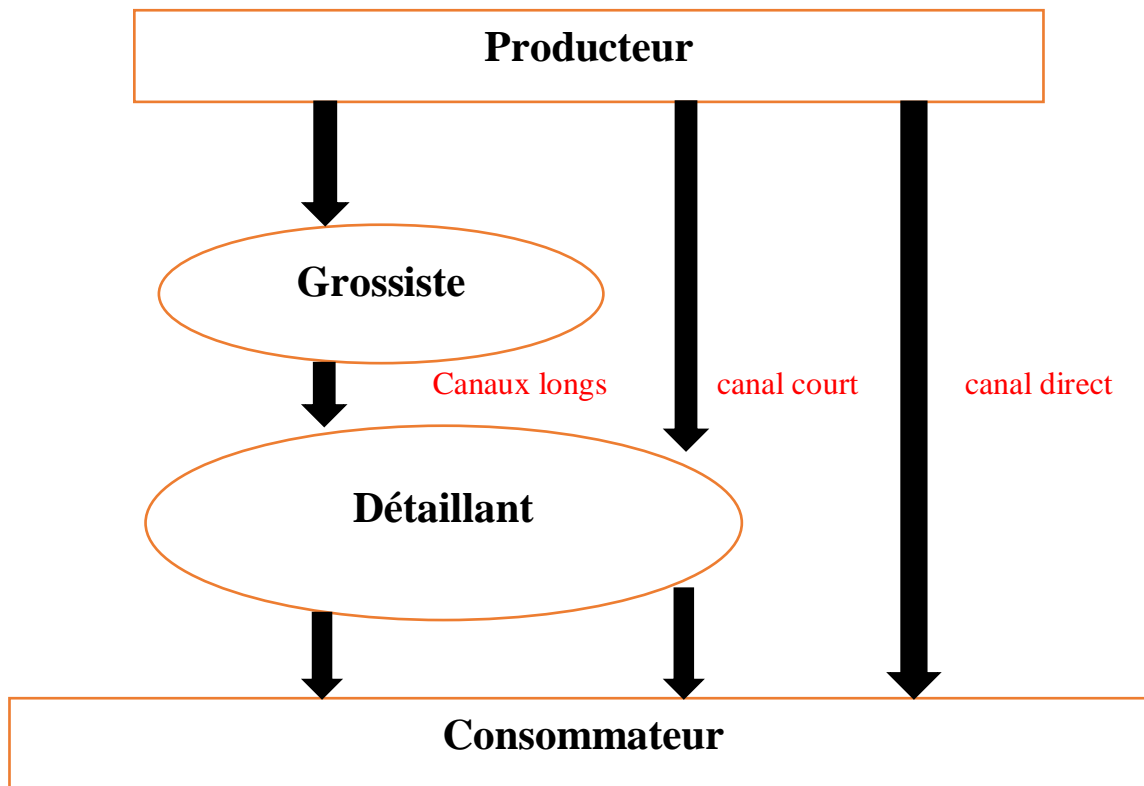 Producteur
Grossiste
Canaux longs
canal court
canal direct
Détaillant
Consommateur